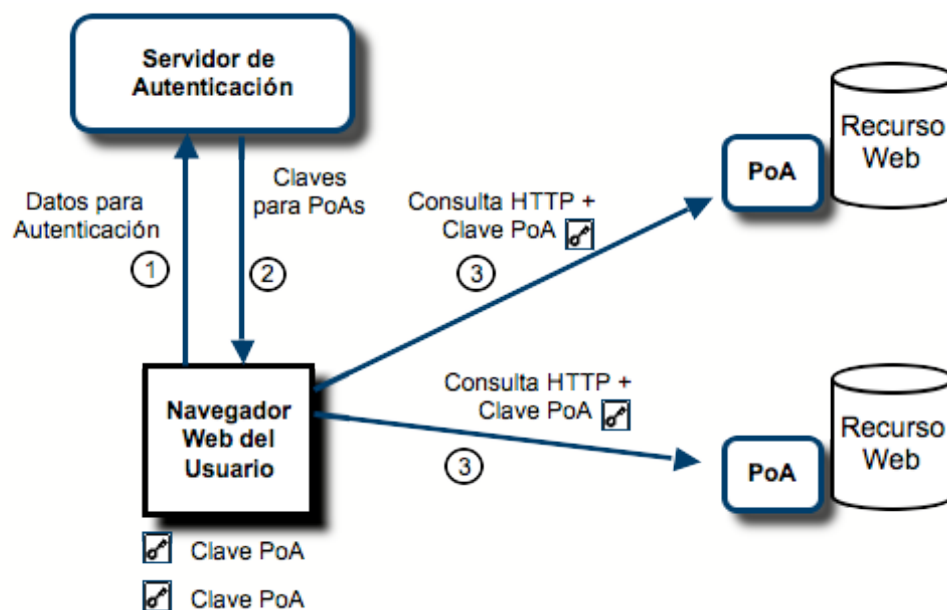 Servidor de
Autenticación
Datos para
Autenticación
1
Claves
para PoAs
2
Consulta HTTP +
Clave PoA
3
PoA
Recurso
Web
Navegador
Web del
Usuario
Consulta HTTP +
Clave PoA
3
PoA
Recurso
Web
Clave PoA
Clave PoA